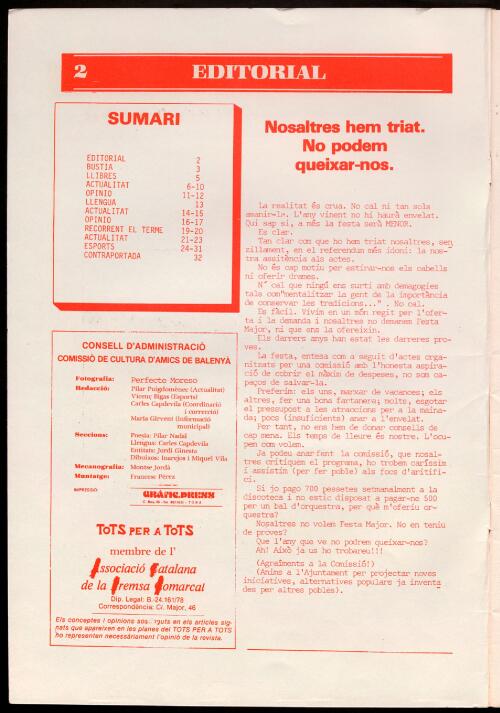 2 EDITORIAL
SUMARI
EDITORIAL 2
BUSTIA 3
LLIBRES 5
ACTUALITAT 6-10
OPINIO 11-12
LLENGUA 13
ACTUALITAT 14-15
OPINIO 16-17
RECORREN EL TERME 19-20
ACTUALITAT 21-23
ESPORTS 24-31
CONTRAPORTADA 32
CONSELL D'ADMINISTRACIÓ
COMISSIÓ DE CULTURA D'AMICS DE BALENYÀ
Fotografia: Perfecto Moreso
Redacció: Pilar Puigdomènec (Actualitat)
Vicenç Bigas (Esports)
Carles Capdevila (Coordinació
i correcció)
Maria Girvent (Informació
municipal)
Seccions: Poesia: Pilar Nadal
Llengua: Carles Capdevila
Entitats: Jordi Ginesta
Dibuixos: Inarejos i Miquel Vila
Mecanografia: Montse Jordà
Muntatge: Francesc Pérez
IMPRESSIÓ: GRÀFIC-DRENS
TOTS PER A TOTS
membre de l'
Associació Catalana
de la Premsa Comarcal
Dip. Legal: B-24.161/78
Correspondència: C/. Major, 46
Els conceptes i opinions sostinguts en els articles sig-
nats que apareixen en les planes del TOTS PER A TOTS
no representen necessàriament l'opinió de la revista.
Nosaltres hem triat.
No podem
queixar-nos.
La realitat és crua. No cal ni tan sols
amanir-la. L'any vinent no hi haurà envelat.
Qui sap si, a més la festa serà MENOR.
Es clar.
Tan clar com que ho hem triat nosaltres, sen
zillament, en el referendum més idoni: la nos-
tra assitència als actes.
No és cap motiu per estirar-nos els cabells
ni oferir drames.
N' cal que ningú ens surti amb demagogies
tals com"mentalitzar la gent de la importància
de conservar les tradicions..." . No cal.
Es fàcil. Vivim en un món regit per l'ofer-
ta i la demanda i nosaltres no demanem Festa
Major, ni que ens la ofereixin.
Els darrers anys han estat les darreres pro-
ves.
La festa, entesa com a seguit d'actes orga-
nitzats per una comissió amb l'honesta aspira-
ció de cobrir el màxim de despeses, no som ca-
paços de salvar-la.
Preferim: els uns, marxar de vacances; els
altres, fer una bona fartanera; molts, esgotar
el pressupost a les atraccions per a la maina-
da; pocs (insuficients) anar a l'envelat.
Per tant, no ens hem de donar consells de
cap mena. Els temps de lleure és nostre. L'ocu-
pem com volem.
Ja podeu anar-fent la comissió, que nosal-
tres critiquem el programa, ho trobem caríssim
i assistim (per fer poble) als focs d'artifi-
ci.
Si jo pago 700 pessetes setmanalment a la
discoteca i no estic disposat a pagar-ne 500
per un bal d'orquestra, per què m'oferiu or-
questra?
Nosaltres no volem Festa Major. No en teniu
de proves?
Que l'any que ve no podrem queixar-nos?
Ah! Això ja us ho trobareu!!!
(Agraïments a la Comissió!)
(Ànims a l'Ajuntament per projectar noves
iniciatives, alternatives populars ja inventa
des per altres pobles).